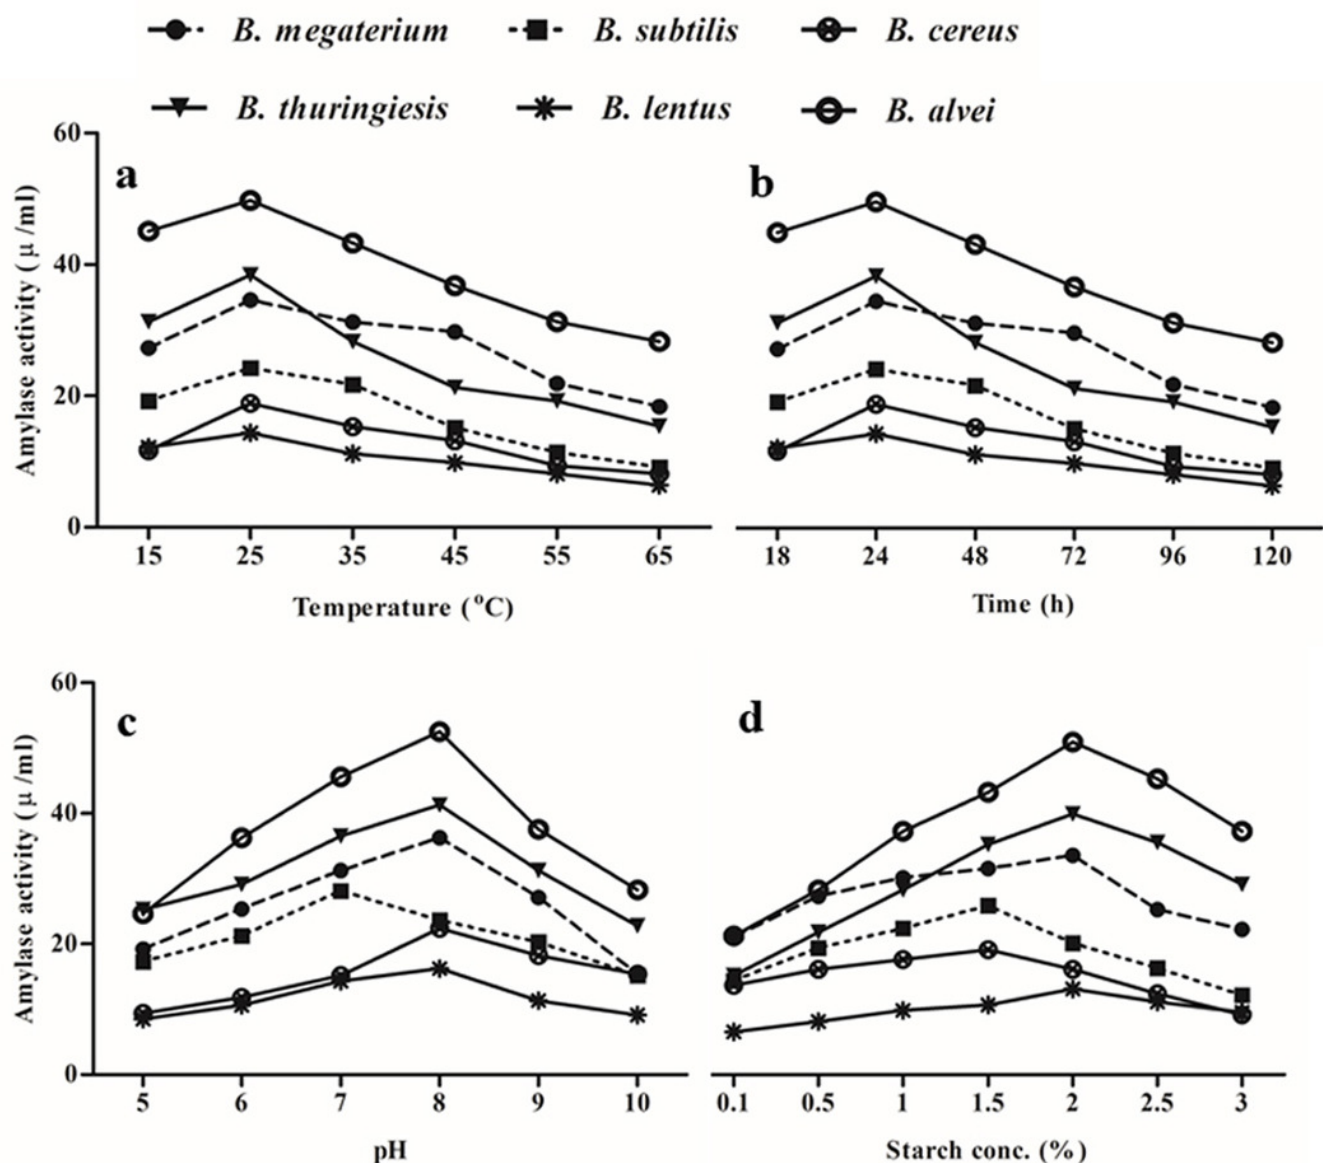 B. megaterium B. subtilis B. cereus
B. thuringiesis B. lentus B. alvei
a
60
40
20
0
Amylase activity ( μ /ml)
15 25 35 45 55 65
Temperature (°C)
b
18 24 48 72 96 120
Time (h)
c
60
40
20
0
Amylase activity ( μ /ml)
5 6 7 8 9 10
pH
d
0.1 0.5 1 1.5 2 2.5 3
Starch conc. (%)